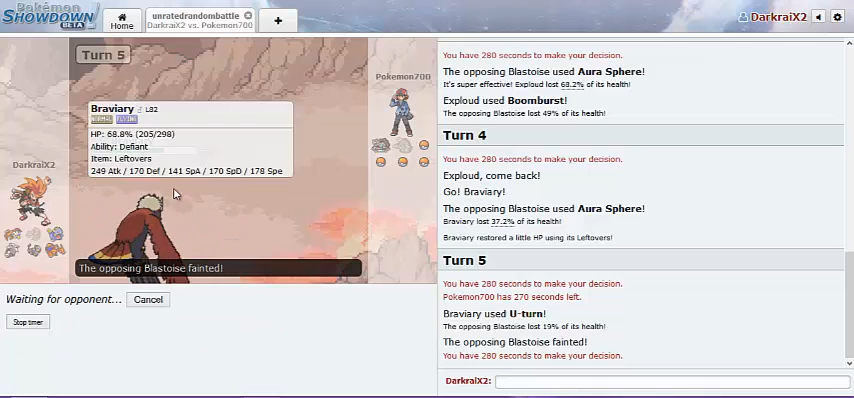 Pokémon
SHOWDOWN
BETA
Home
unratedrandombattle
DarkraiX2 vs. Pokemon700
+
DarkraiX2
Turn 5
Pokemon700
DarkraiX2
Braviary ♂ L82
NORMAL FLYING
HP: 68.8% (205/298)
Ability: Defiant
Item: Leftovers
249 Atk / 170 Def / 141 SpA / 170 SpD / 178 Spe
The opposing Blastoise fainted!
Waiting for opponent... Cancel
Stop timer
You have 280 seconds to make your decision.
The opposing Blastoise used Aura Sphere!
It's super effective! Exploud lost 68.2% of its health!
Exploud used Boomburst!
The opposing Blastoise lost 49% of its health!
Turn 4
You have 280 seconds to make your decision.
Exploud, come back!
Go! Braviary!
The opposing Blastoise used Aura Sphere!
Braviary lost 37.2% of its health!
Braviary restored a little HP using its Leftovers!
Turn 5
You have 280 seconds to make your decision.
Pokemon700 has 270 seconds left.
Braviary used U-turn!
The opposing Blastoise lost 19% of its health!
The opposing Blastoise fainted!
You have 280 seconds to make your decision.
DarkraiX2: